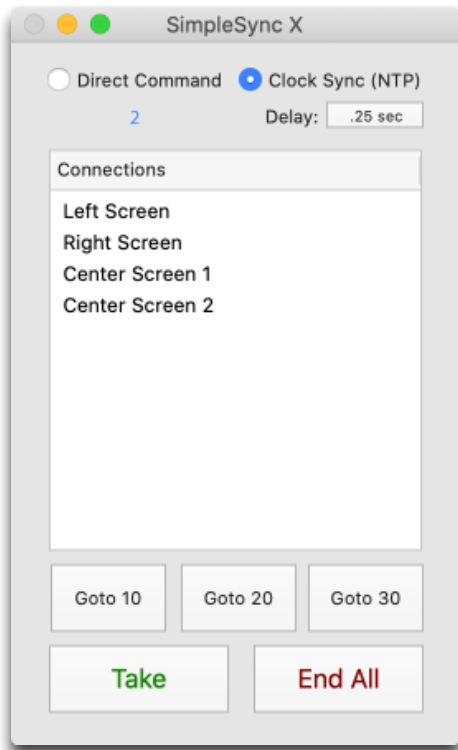 SimpleSync X
Direct Command Clock Sync (NTP)
2 Delay: .25 sec
Connections
Left Screen
Right Screen
Center Screen 1
Center Screen 2
Goto 10 Goto 20 Goto 30
Take End All